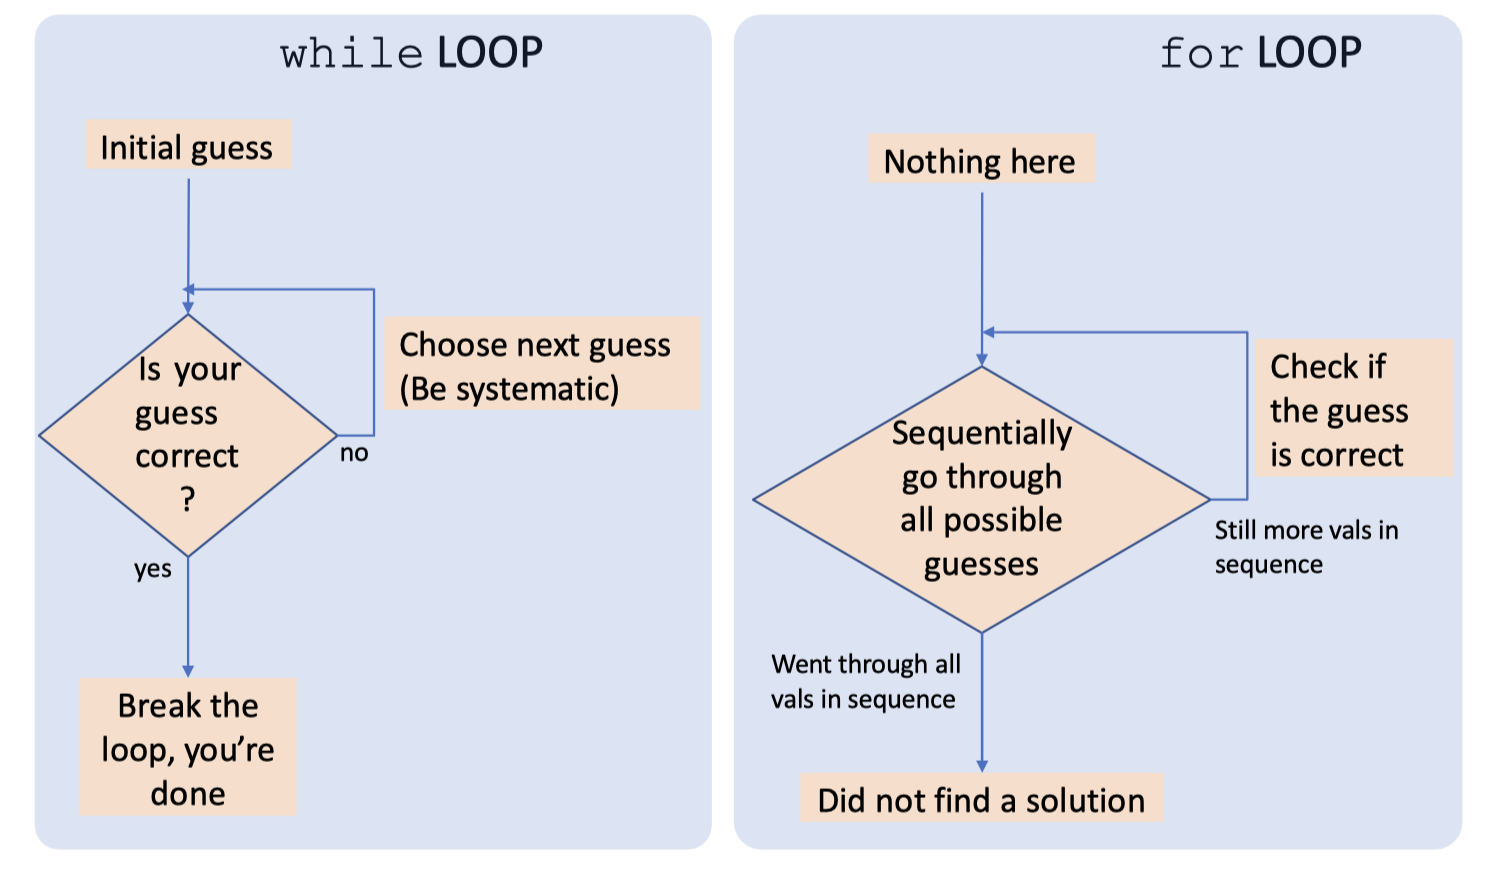 while LOOP
Initial guess
Is your
guess
correct
?
no
Choose next guess
(Be systematic)
yes
Break the
loop, you’re
done
for LOOP
Nothing here
Sequentially
go through
all possible
guesses
Check if
the guess
is correct
Still more vals in
sequence
Went through all
vals in sequence
Did not find a solution